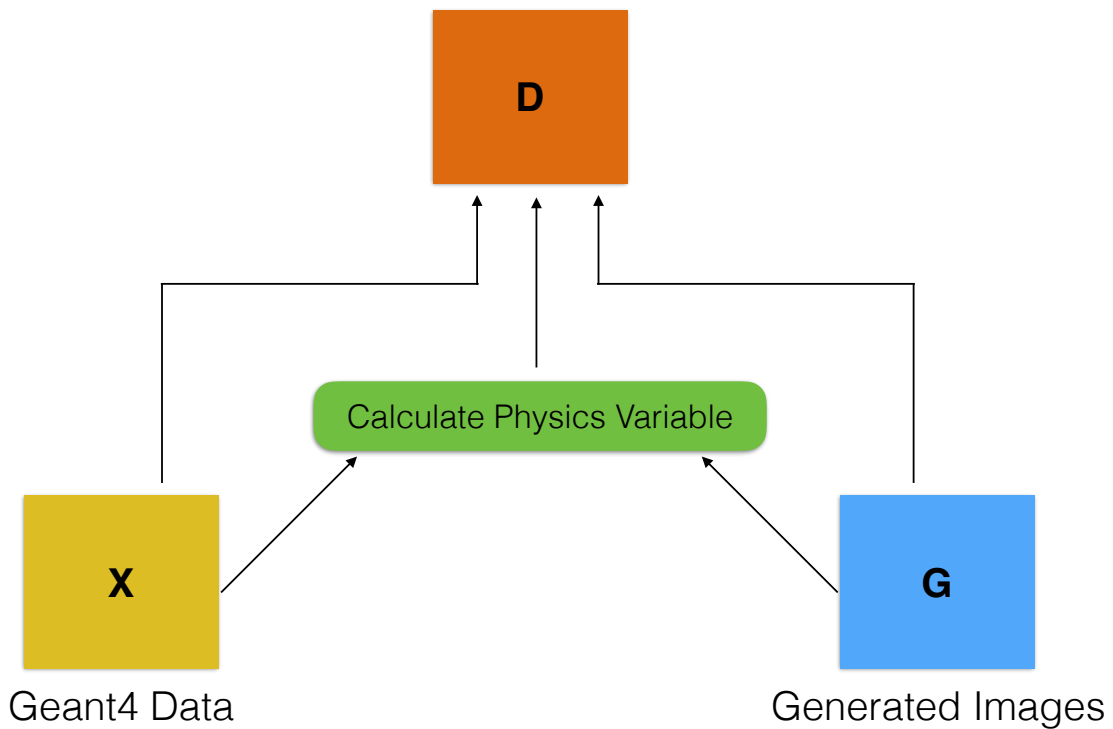 D
Calculate Physics Variable
X
G
Geant4 Data
Generated Images